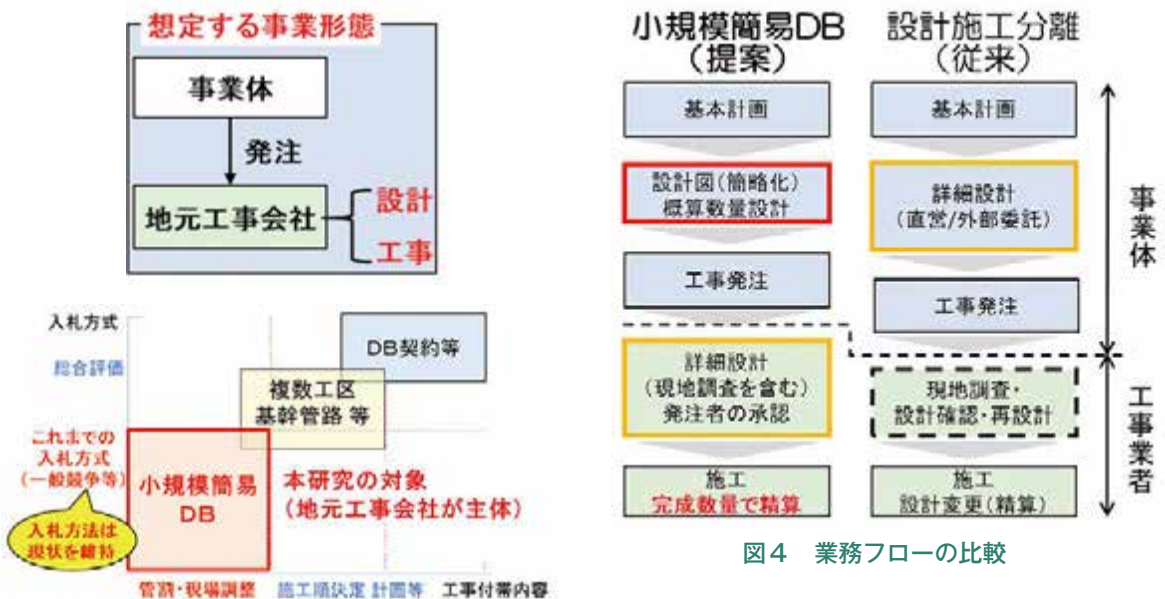 想定する事業形態
事業体
発注
地元工事会社
設計
工事
入札方式
総合評価
DB契約等
複数工区
基幹管路 等
これまでの
入札方式
(一般競争等)
小規模簡易
DB
本研究の対象
(地元工事会社が主体)
入札方法は
現状を維持
管割・現場調整
施工順決定 計画等
工事付帯内容
小規模簡易DB
(提案)
基本計画
設計図(簡略化)
概算数量設計
工事発注
詳細設計
(現地調査を含む)
発注者の承認
施工
完成数量で精算
設計施工分離
(従来)
基本計画
詳細設計
(直営/外部委託)
工事発注
現地調査・
設計確認・再設計
施工
設計変更(精算)
事業体
工事業者
図4 業務フローの比較